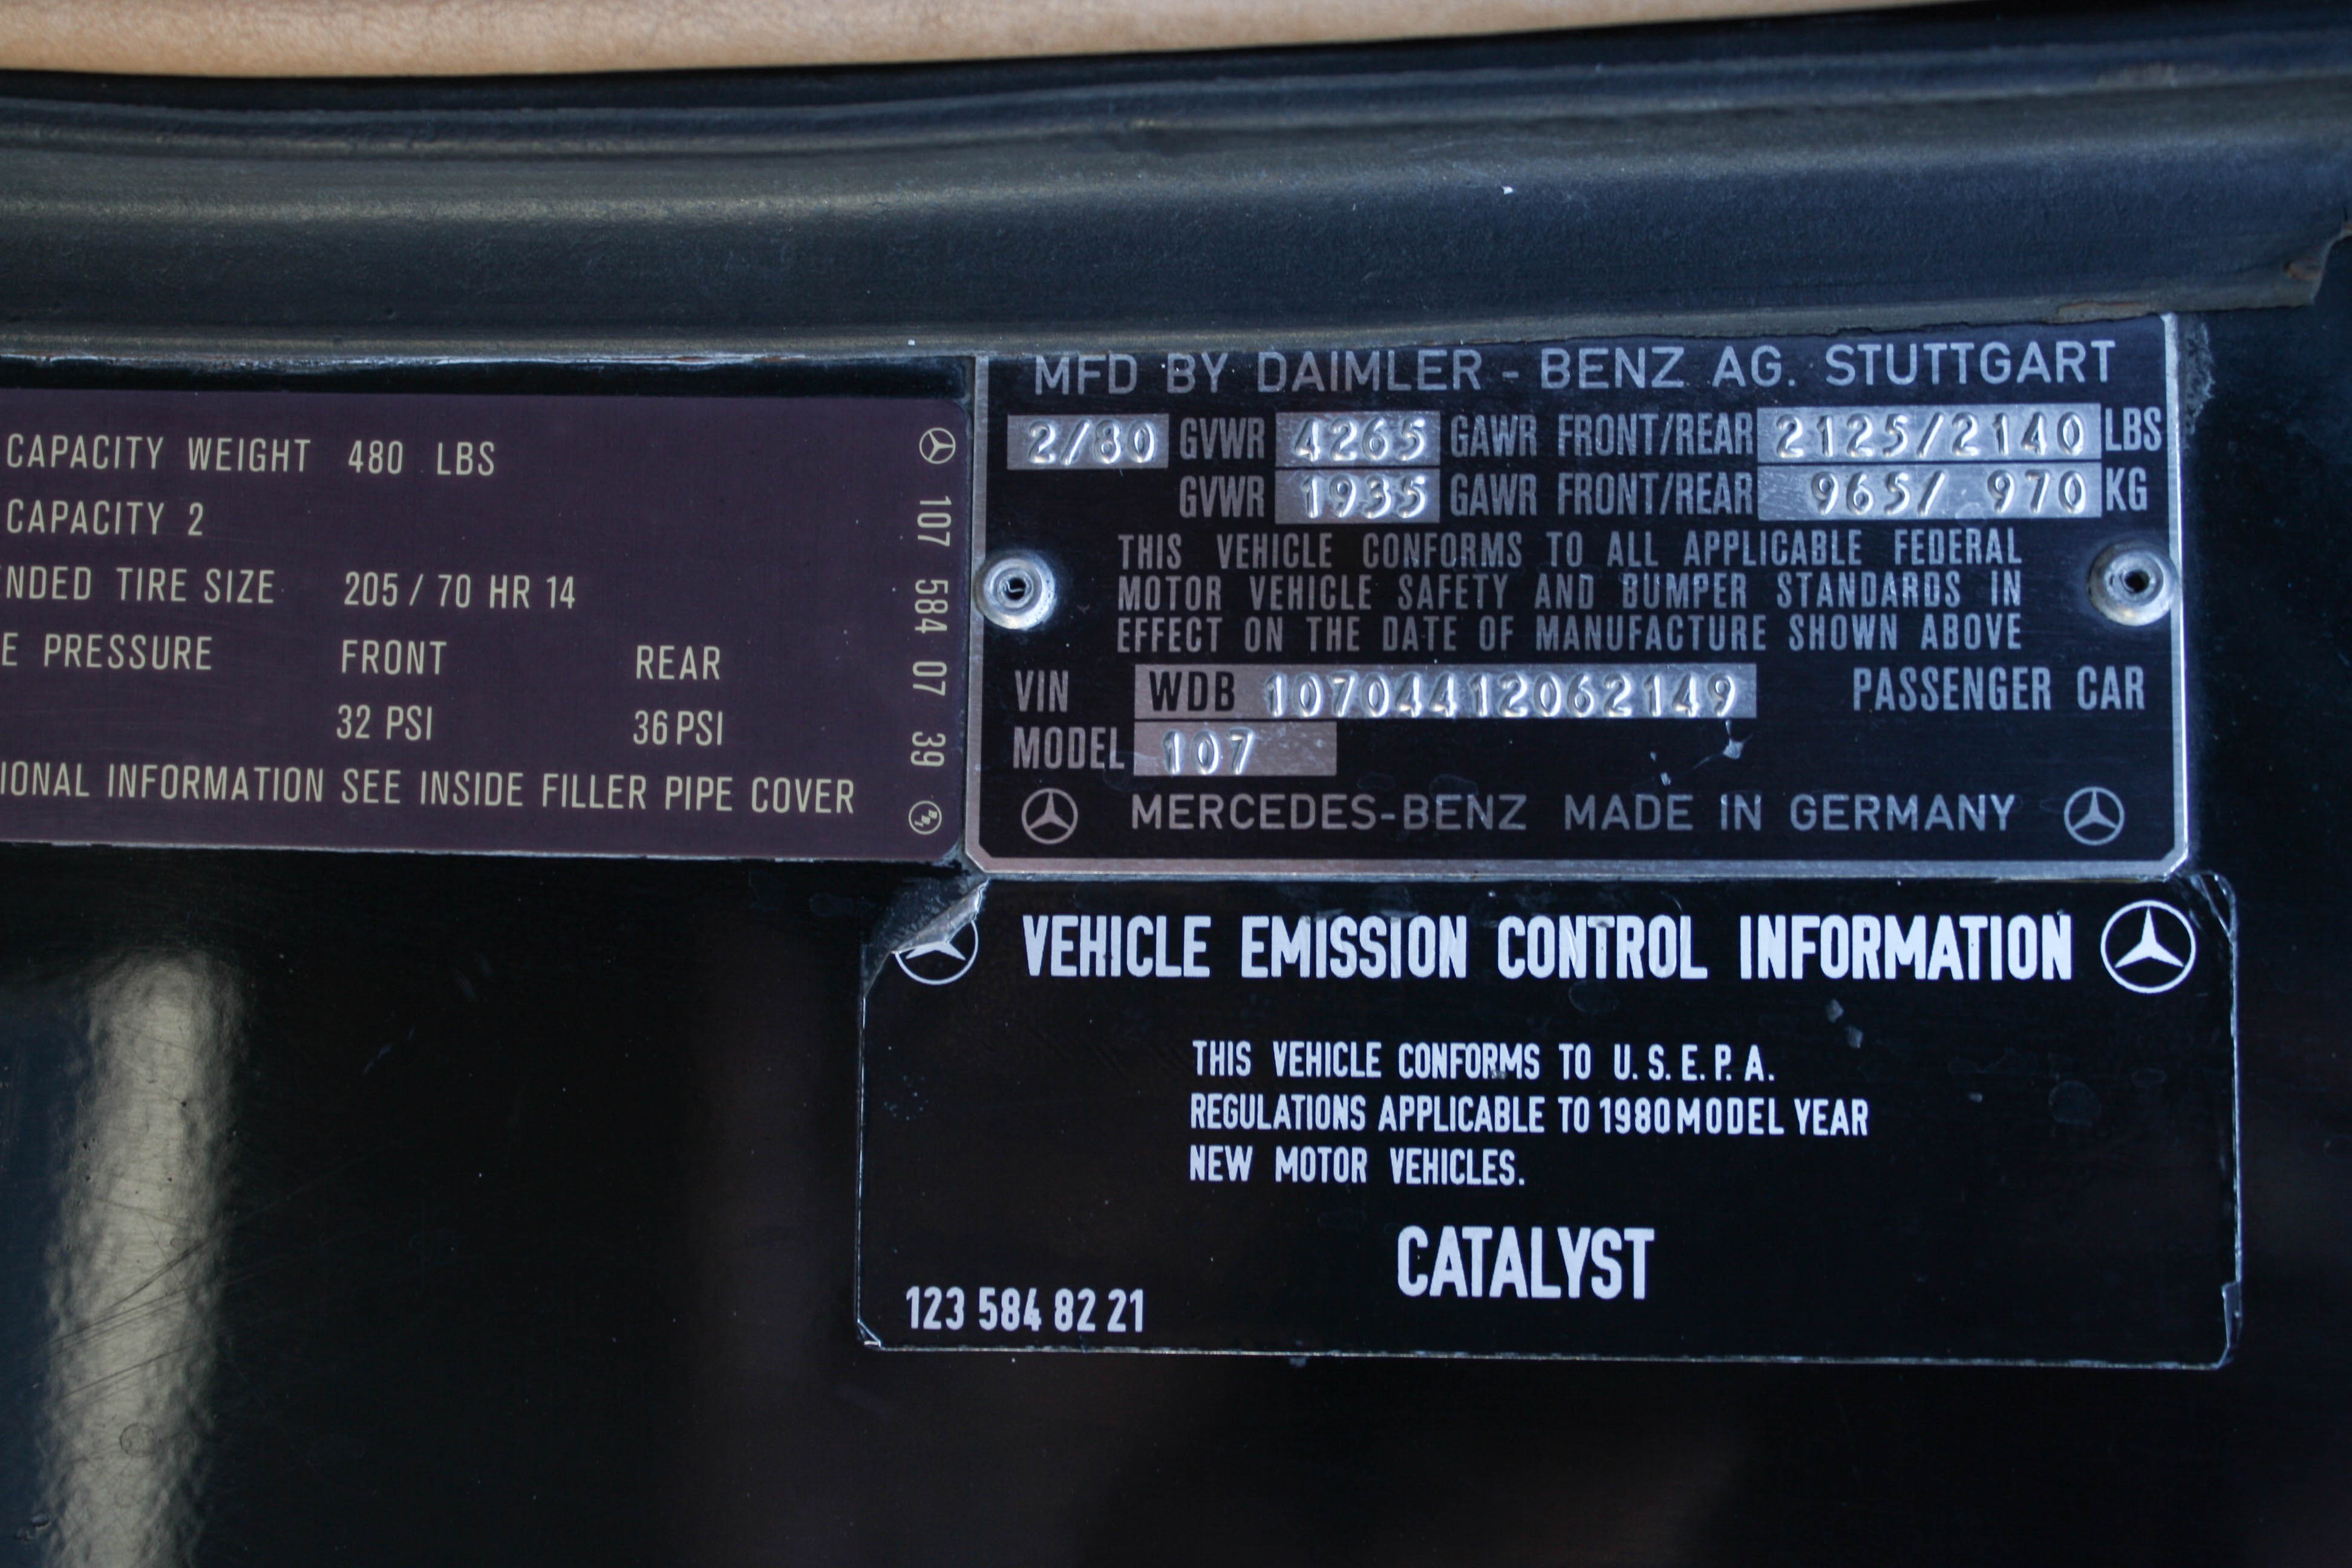 CAPACITY WEIGHT 480 LBS
CAPACITY 2
NDED TIRE SIZE 205 / 70 HR 14
E PRESSURE FRONT REAR
32 PSI 36 PSI
IONAL INFORMATION SEE INSIDE FILLER PIPE COVER
107 584 07 39
MFD BY DAIMLER - BENZ AG. STUTTGART
2/80 GVWR 4265 GAWR FRONT/REAR 2125/2140 LBS
GVWR 1935 GAWR FRONT/REAR 965/ 970 KG
THIS VEHICLE CONFORMS TO ALL APPLICABLE FEDERAL
MOTOR VEHICLE SAFETY AND BUMPER STANDARDS IN
EFFECT ON THE DATE OF MANUFACTURE SHOWN ABOVE
VIN WDB 10704412062149 PASSENGER CAR
MODEL 107
MERCEDES-BENZ MADE IN GERMANY
VEHICLE EMISSION CONTROL INFORMATION
THIS VEHICLE CONFORMS TO U. S. E. P. A.
REGULATIONS APPLICABLE TO 1980 MODEL YEAR
NEW MOTOR VEHICLES.
CATALYST
123 584 82 21